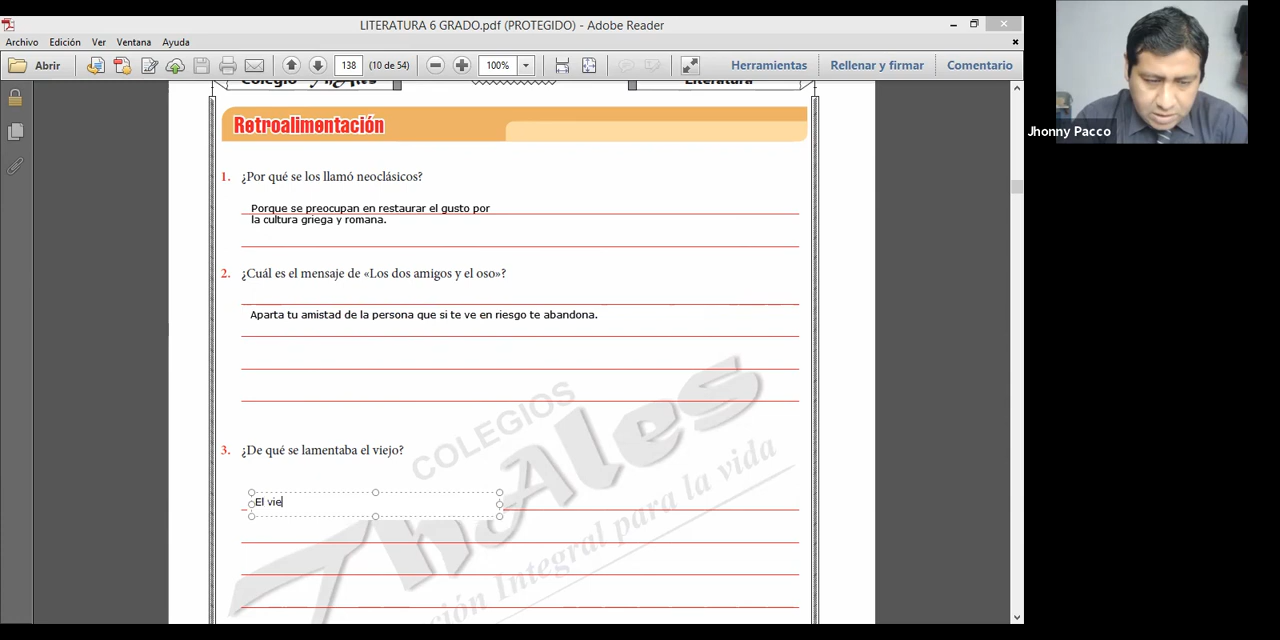 LITERATURA 6 GRADO.pdf (PROTEGIDO) - Adobe Reader
Archivo Edición Ver Ventana Ayuda
Abrir 138 (10 de 54) 100% Herramientas Rellenar y firmar Comentario
Jhonny Pacco
Colegio Thales Literatura
Retroalimentación
1. ¿Por qué se los llamó neoclásicos?
Porque se preocupan en restaurar el gusto por
la cultura griega y romana.
2. ¿Cuál es el mensaje de «Los dos amigos y el oso»?
Aparta tu amistad de la persona que si te ve en riesgo te abandona.
3. ¿De qué se lamentaba el viejo?
El vie
COLEGIOS
Thales
ción Integral para la vida